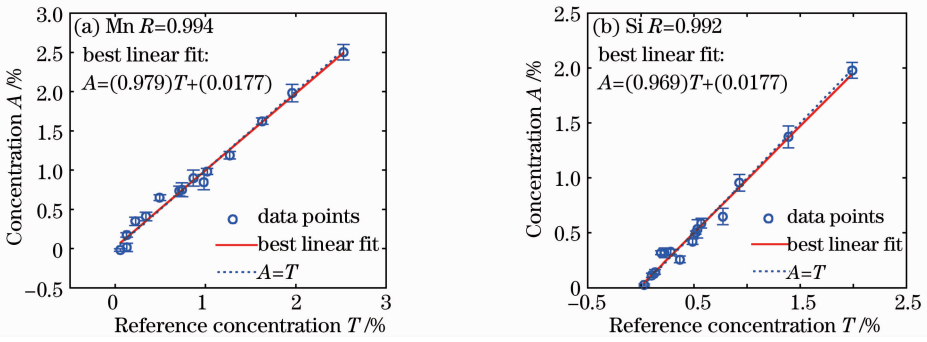 (a) Mn R=0.994
best linear fit:
A=(0.979)T+(0.0177)
3.0
2.5
2.0
1.5
1.0
0.5
0
−0.5
0
1
2
3
Concentration A /%
Reference concentration T /%
data points
best linear fit
A=T
(b) Si R=0.992
best linear fit:
A=(0.969)T+(0.0177)
2.5
2.0
1.5
1.0
0.5
0
−0.5
0.5
1.5
2.5
Concentration A /%
Reference concentration T /%
data points
best linear fit
A=T